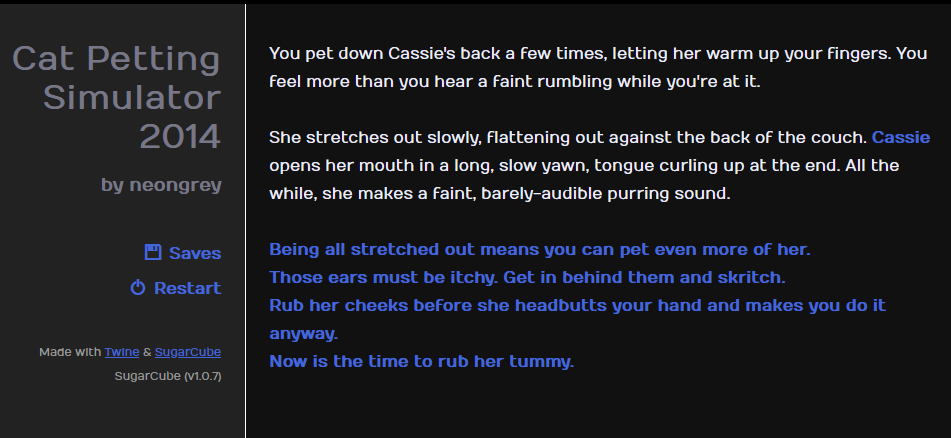 Cat Petting
Simulator
2014
by neongrey
Saves
Restart
Made with Twine & SugarCube
SugarCube (v1.0.7)
You pet down Cassie's back a few times, letting her warm up your fingers. You
feel more than you hear a faint rumbling while you're at it.
She stretches out slowly, flattening out against the back of the couch. Cassie
opens her mouth in a long, slow yawn, tongue curling up at the end. All the
while, she makes a faint, barely-audible purring sound.
Being all stretched out means you can pet even more of her.
Those ears must be itchy. Get in behind them and skritch.
Rub her cheeks before she headbutts your hand and makes you do it
anyway.
Now is the time to rub her tummy.